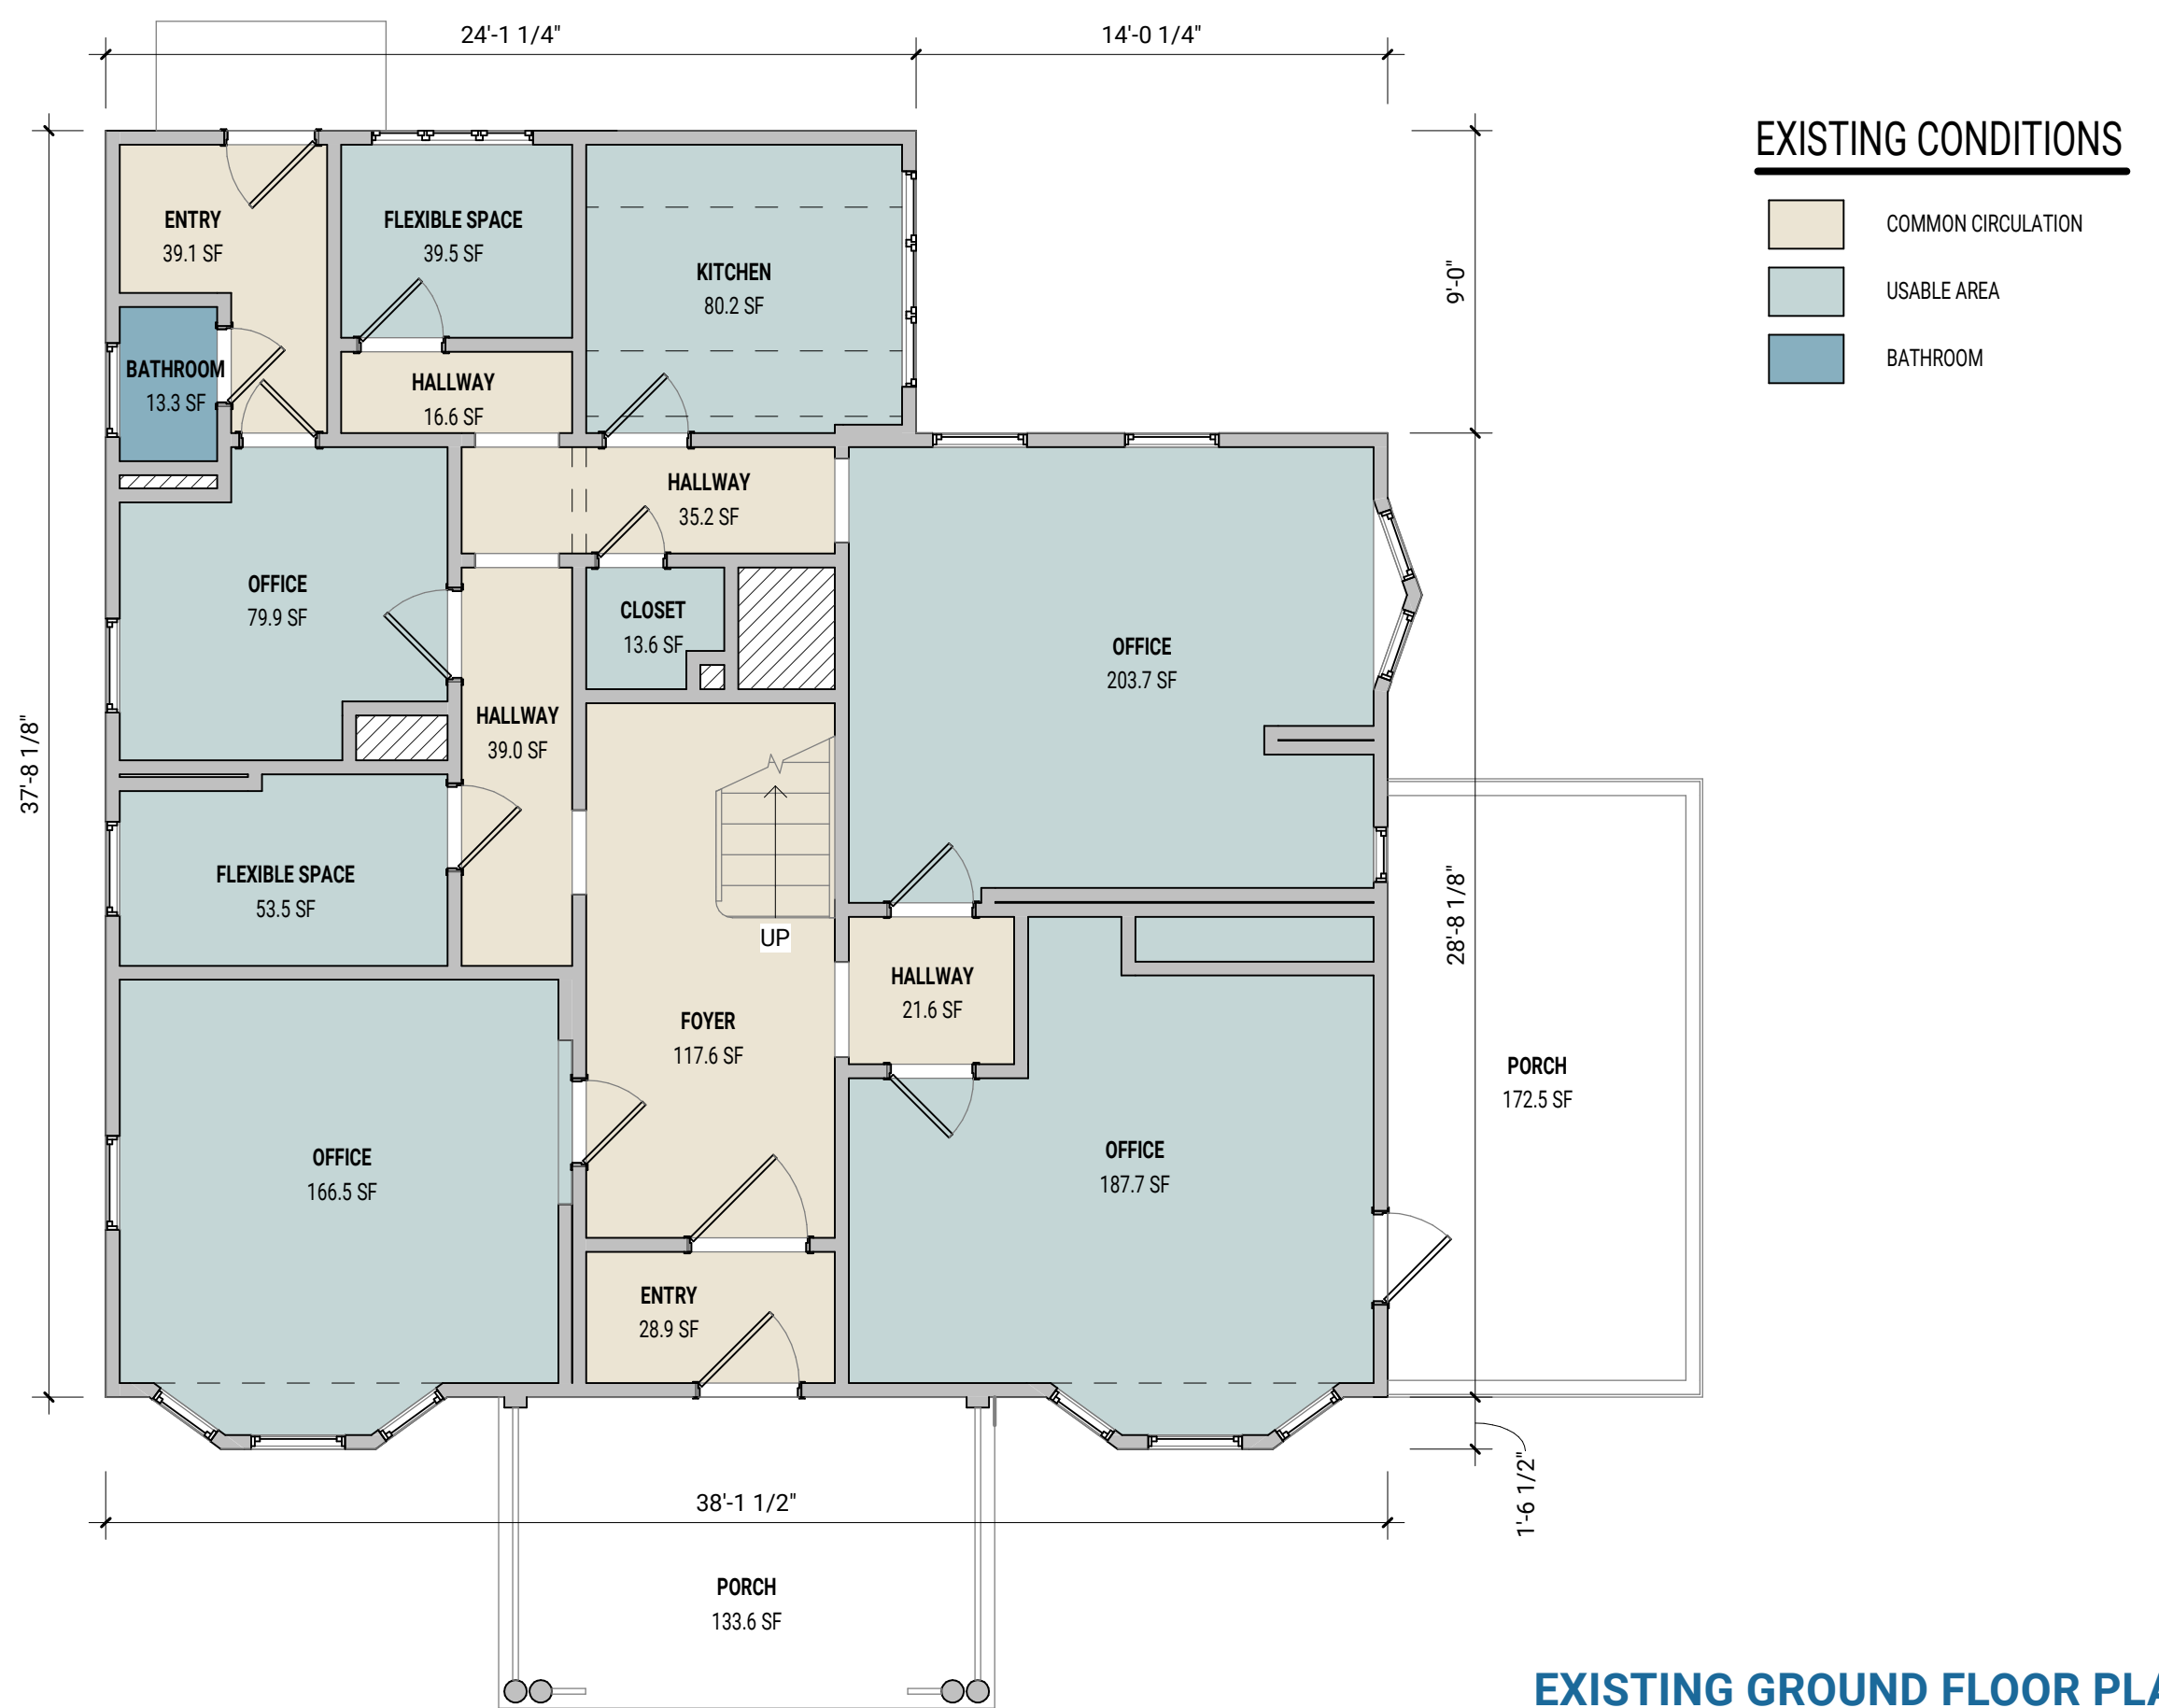 24'-1 1/4"
14'-0 1/4"
EXISTING CONDITIONS
COMMON CIRCULATION
USABLE AREA
BATHROOM
9'-0"
ENTRY
39.1 SF
FLEXIBLE SPACE
39.5 SF
KITCHEN
80.2 SF
BATHROOM
13.3 SF
HALLWAY
16.6 SF
HALLWAY
35.2 SF
OFFICE
79.9 SF
CLOSET
13.6 SF
OFFICE
203.7 SF
HALLWAY
39.0 SF
37'-8 1/8"
FLEXIBLE SPACE
53.5 SF
UP
28'-8 1/8"
HALLWAY
21.6 SF
FOYER
117.6 SF
PORCH
172.5 SF
OFFICE
166.5 SF
OFFICE
187.7 SF
ENTRY
28.9 SF
38'-1 1/2"
1'-6 1/2"
PORCH
133.6 SF
EXISTING GROUND FLOOR PLA